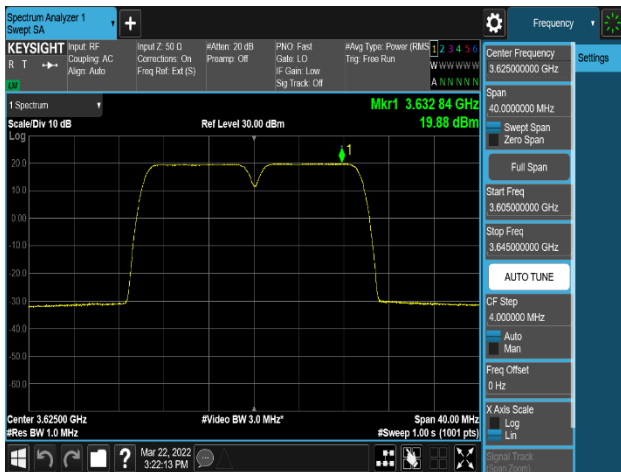 Spectrum Analyzer 1
Swept SA
+
Frequency
KEYSIGHT
R T
Input: RF
Coupling: AC
Align: Auto
Input Z: 50 Ω
Corrections: On
Freq Ref: Ext (S)
#Atten: 20 dB
Preamp: Off
PNO: Fast
Gate: LO
IF Gain: Low
Sig Track: Off
#Avg Type: Power (RMS
Trig: Free Run
1 2 3 4 5 6
W W W W W W
A N N N N N
1 Spectrum
Scale/Div 10 dB
Log
Ref Level 30.00 dBm
Mkr1 3.632 84 GHz
19.88 dBm
1
20.0
10.0
0.00
-10.0
-20.0
-30.0
-40.0
-50.0
-60.0
Center 3.62500 GHz
#Res BW 1.0 MHz
#Video BW 3.0 MHz*
Span 40.00 MHz
#Sweep 1.00 s (1001 pts)
Mar 22, 2022
3:22:13 PM
?
Center Frequency
3.625000000 GHz
Settings
Span
40.0000000 MHz
Swept Span
Zero Span
Full Span
Start Freq
3.605000000 GHz
Stop Freq
3.645000000 GHz
AUTO TUNE
CF Step
4.000000 MHz
Auto
Man
Freq Offset
0 Hz
X Axis Scale
Log
Lin
Signal Track
(Span Zoom)